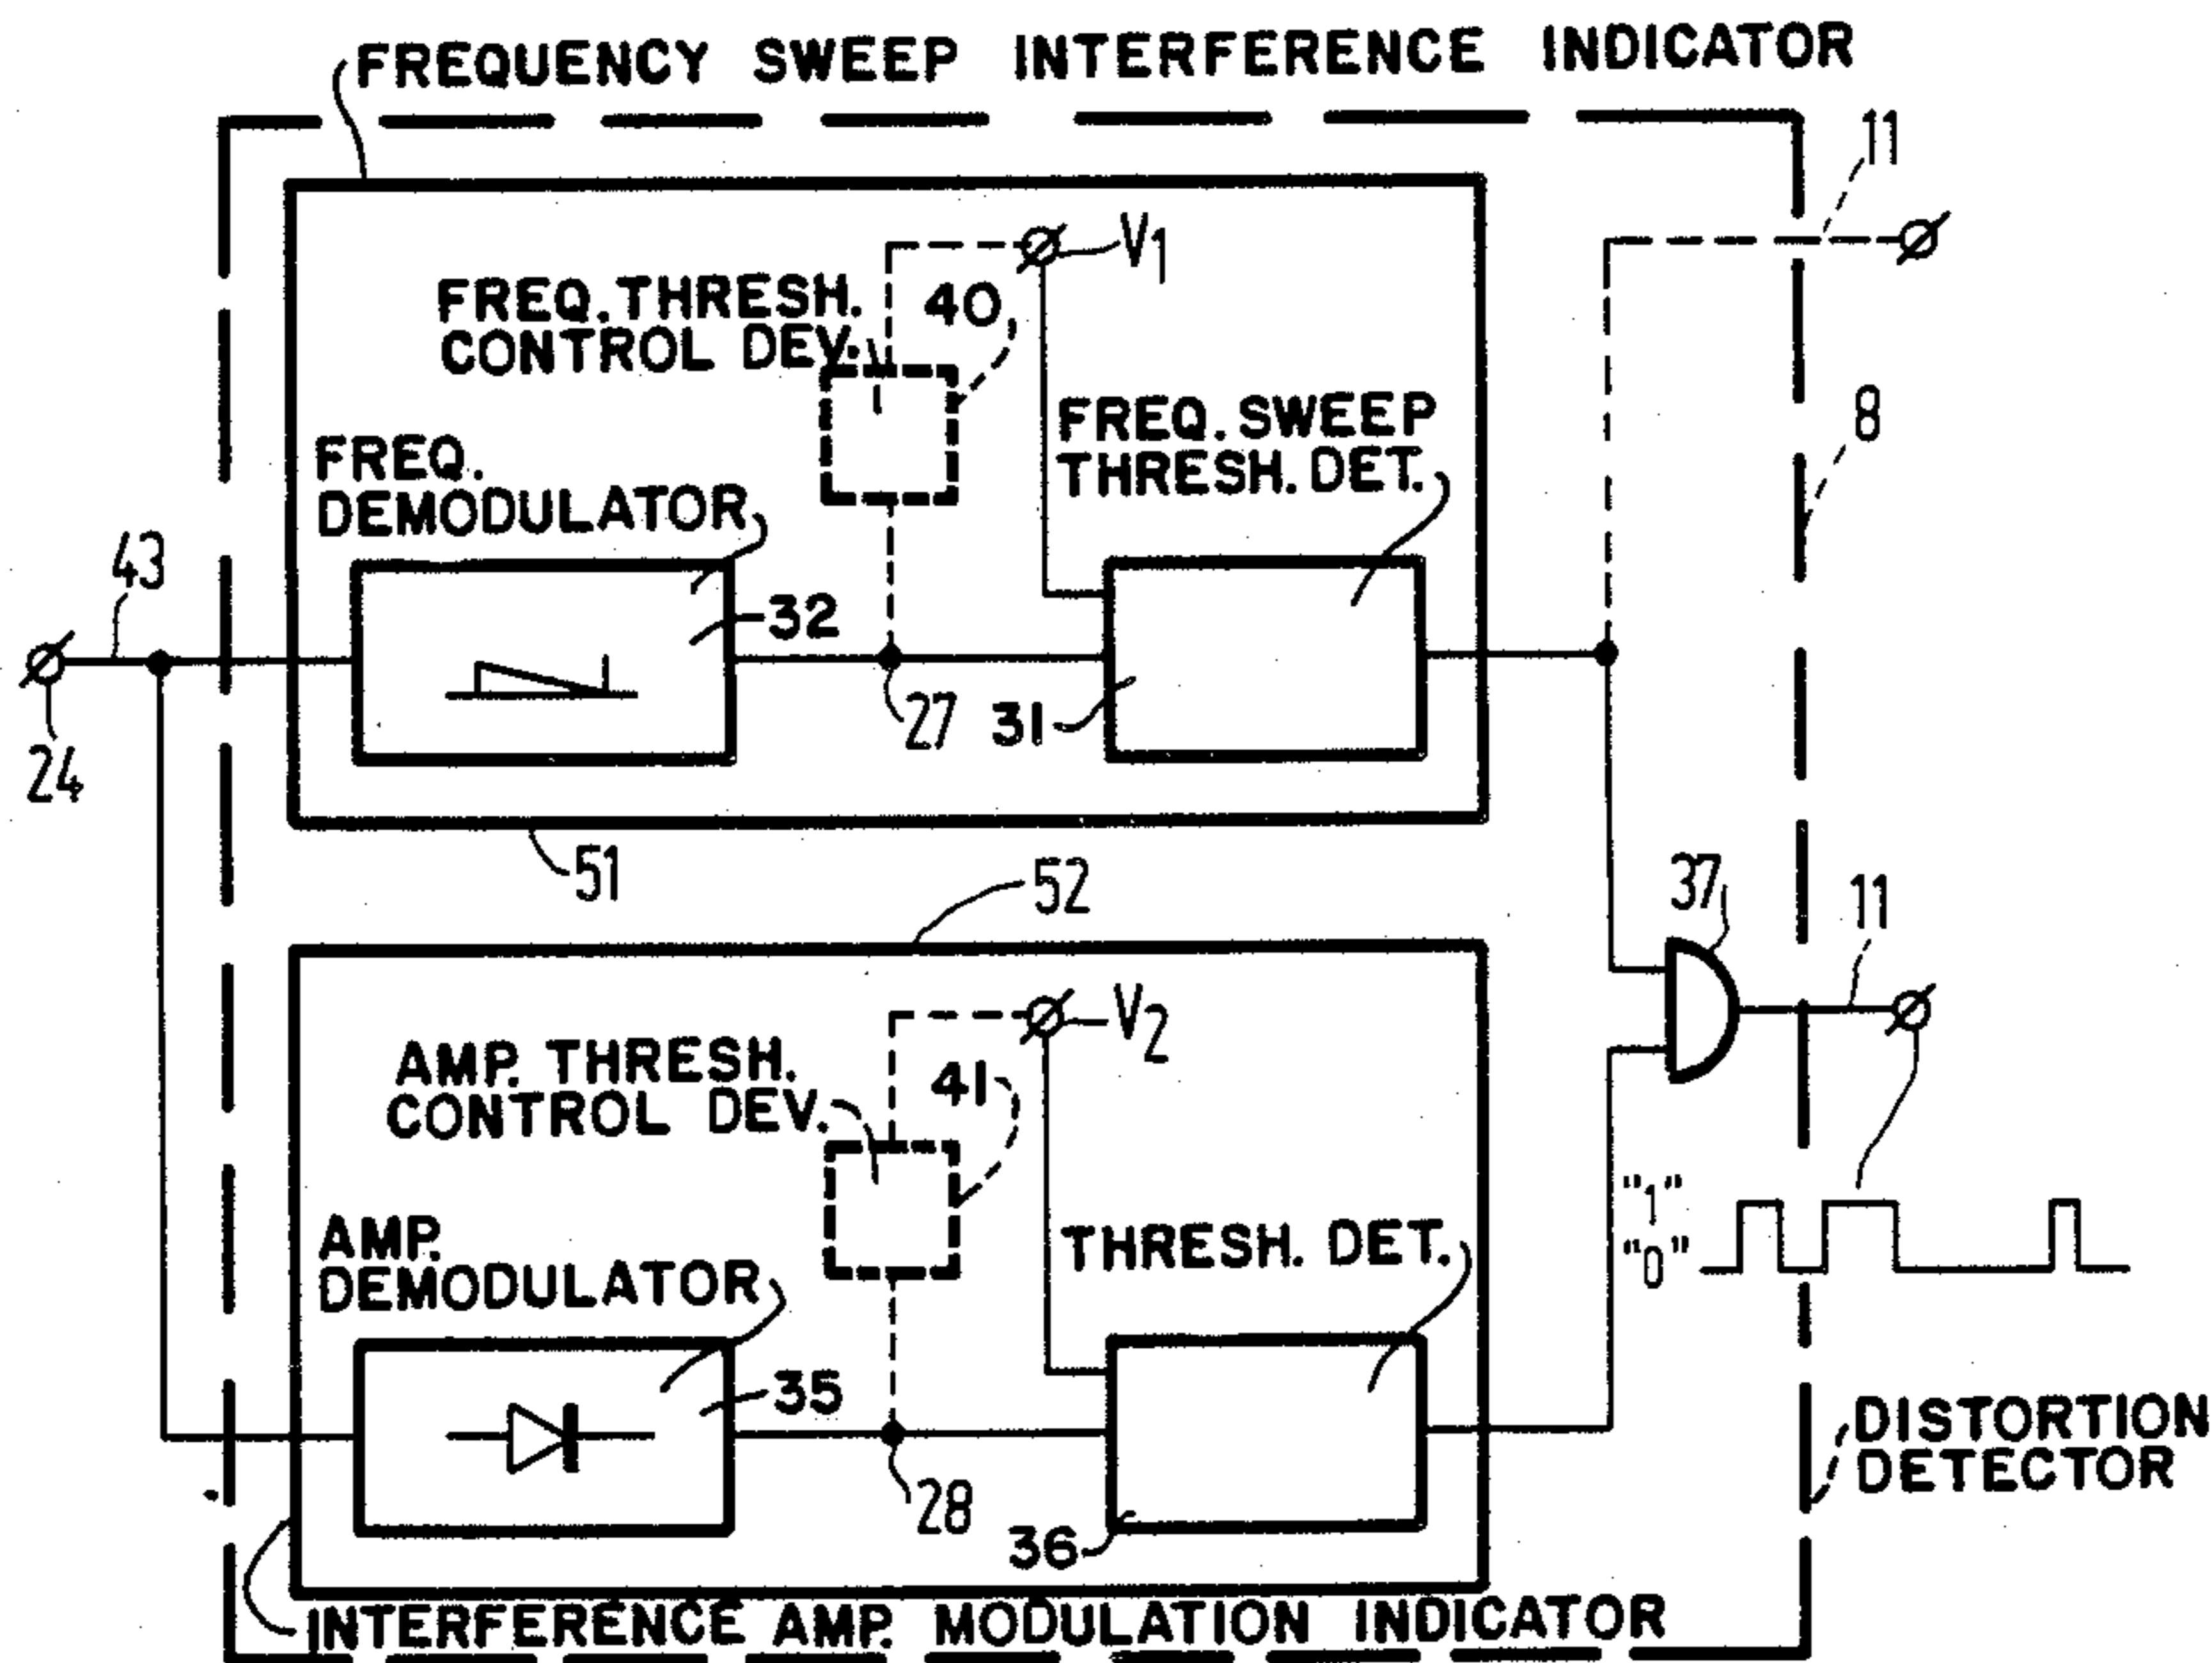 FREQUENCY SWEEP INTERFERENCE INDICATOR
11
V1
FREQ. THRESH.
CONTROL DEV.
40
8
FREQ. SWEEP
THRESH. DET.
FREQ.
DEMODULATOR
43
32
27
31
24
51
52
37
11
V2
AMP. THRESH.
CONTROL DEV.
41
"1"
"0"
AMP.
DEMODULATOR
THRESH. DET.
35
28
36
DISTORTION
DETECTOR
INTERFERENCE AMP. MODULATION INDICATOR